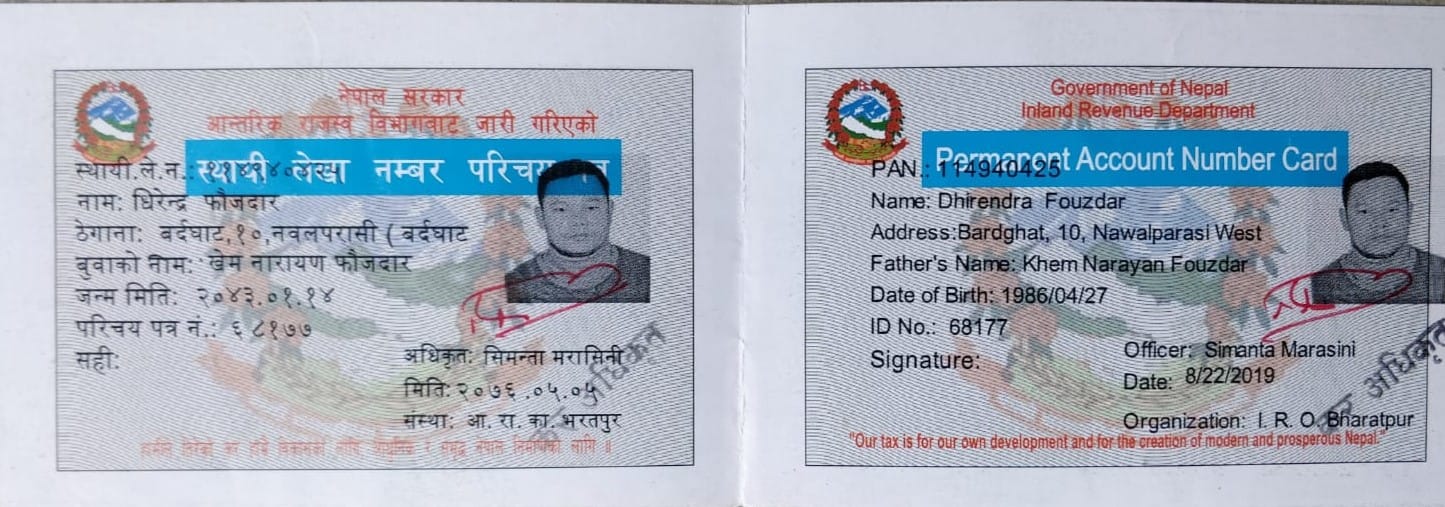 नेपाल सरकार
आन्तरिक राजस्व विभागबाट जारी गरिएको
स्थायी लेखा नम्बर परिचय
स्थायी.ले.न.:
नाम: धिरेन्द्र फौजदार
ठेगाना: बर्दघाट,१०,नवलपरासी ( बर्दघाट
बुवाको नाम: खेम नारायण फौजदार
जन्म मिति: २०४३.०१.१४
परिचय पत्र नं.: ६८१७७
सही:
अधिकृत: सिमन्ता मरासिनी
मिति:२०७६.०५.०५
संस्था: आ. रा. का. भरतपुर
Government of Nepal
Inland Revenue Department
Permanent Account Number Card
PAN.: 114940425
Name: Dhirendra Fouzdar
Address:Bardghat, 10, Nawalparasi West
Father's Name: Khem Narayan Fouzdar
Date of Birth: 1986/04/27
ID No.: 68177
Signature:
Officer: Simanta Marasini
Date: 8/22/2019
Organization: I. R. O. Bharatpur
कर अधिकृत
"Our tax is for our own development and for the creation of modern and prosperous Nepal."